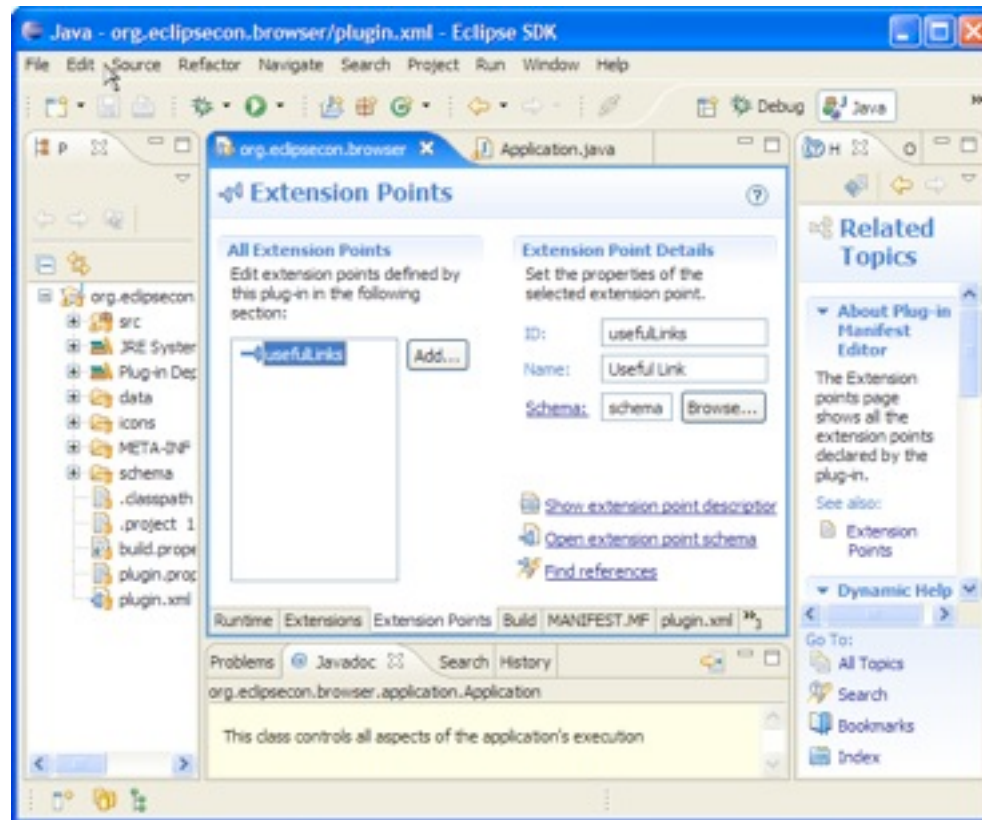 Java - org.eclipsecon.browser/plugin.xml - Eclipse SDK
File Edit Source Refactor Navigate Search Project Run Window Help
Debug Java
P
org.eclipsecon
src
JRE System
Plug-in Dep
data
icons
META-INF
schema
.classpath
.project 1
build.prope
plugin.prop
plugin.xml
org.eclipsecon.browser Application.java
Extension Points
All Extension Points
Edit extension points defined by
this plug-in in the following
section:
usefulLinks
Add...
Extension Point Details
Set the properties of the
selected extension point.
ID: usefulLinks
Name: Useful Link
Schema: schema Browse...
Show extension point descriptor
Open extension point schema
Find references
Runtime Extensions Extension Points Build MANIFEST.MF plugin.xml
Problems @ Javadoc Search History
org.eclipsecon.browser.application.Application
This class controls all aspects of the application's execution
H O
Related
Topics
About Plug-in
Manifest
Editor
The Extension
points page
shows all the
extension points
declared by the
plug-in.
See also:
Extension
Points
Dynamic Help
Go To:
All Topics
Search
Bookmarks
Index